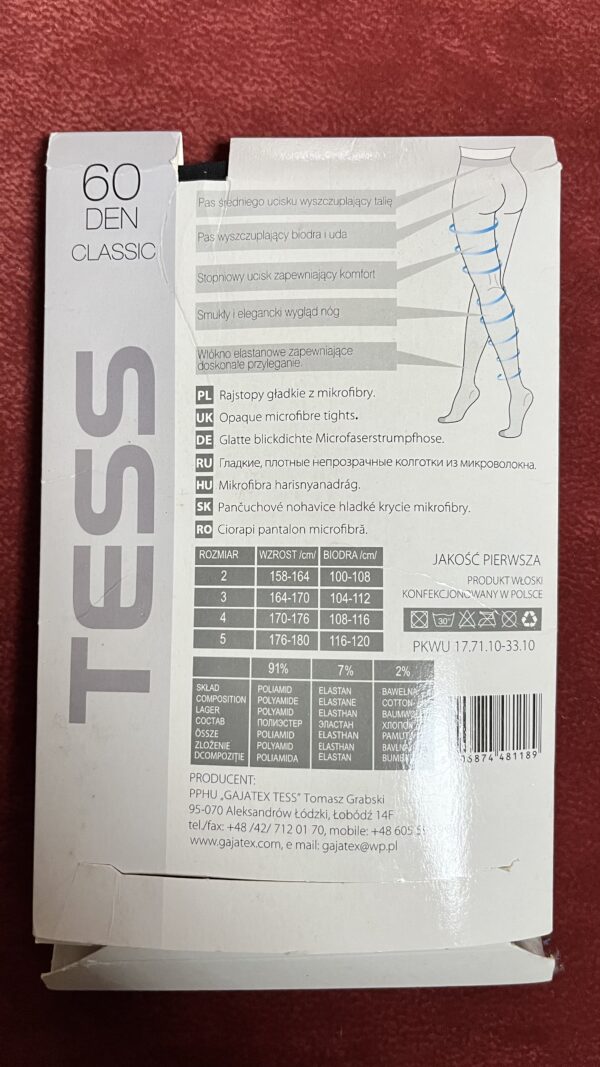 60
DEN
CLASSIC
TESS
Pas średniego ucisku wyszczuplający talię
Pas wyszczuplający biodra i uda
Stopniowy ucisk zapewniający komfort
Smukły i elegancki wygląd nóg
Włókno elastanowe zapewniające
doskonałe przyleganie.
PL Rajstopy gładkie z mikrofibry.
UK Opaque microfibre tights.
DE Glatte blickdichte Microfaserstrumpfhose.
RU Гладкие, плотные непрозрачные колготки из микроволокна.
HU Mikrofibra harisnyanadrág.
SK Pančuchové nohavice hladké krycie mikrofibry.
RO Ciorapi pantalon microfibră.
ROZMIAR WZROST /cm/ BIODRA /cm/
2 158-164 100-108
3 164-170 104-112
4 170-176 108-116
5 176-180 116-120
JAKOŚĆ PIERWSZA
PRODUKT WŁOSKI
KONFEKCJONOWANY W POLSCE
30°
PKWU 17.71.10-33.10
91% 7% 2%
SKŁAD POLIAMID ELASTAN BAWEŁNA
COMPOSITION POLYAMIDE ELASTANE COTTON
LAGER POLYAMID ELASTHAN
СОСТАВ ПОЛИЭСТЕР ЭЛАСТАН
ÖSSZE POLIAMID ELASTHAN PAMUT
ZLOŽENIE POLYAMID ELASTHAN
DCOMPOZIŢIE POLIAMIDA ELASTAN
6874 481189
PRODUCENT:
PPHU „GAJATEX TESS" Tomasz Grabski
95-070 Aleksandrów Łódzki, Łobódź 14F
tel./fax: +48 /42/ 712 01 70, mobile: +48 605
www.gajatex.com, e mail: gajatex@wp.pl